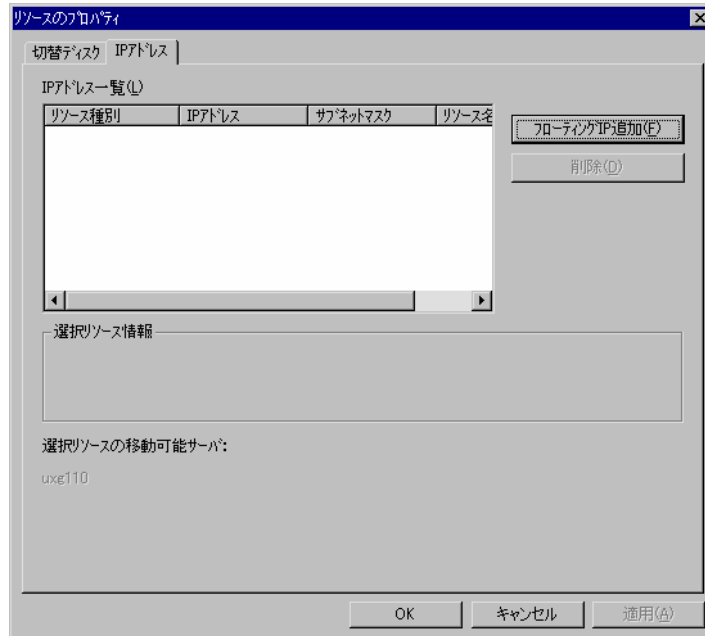 リソースのプロパティ
切替ディスク IPアドレス
IPアドレス一覧(L)
リソース種別 IPアドレス サブネットマスク リソース名
フローティングIP追加(F)
削除(D)
選択リソース情報
選択リソースの移動可能サーバ:
uxg110
OK キャンセル 適用(A)